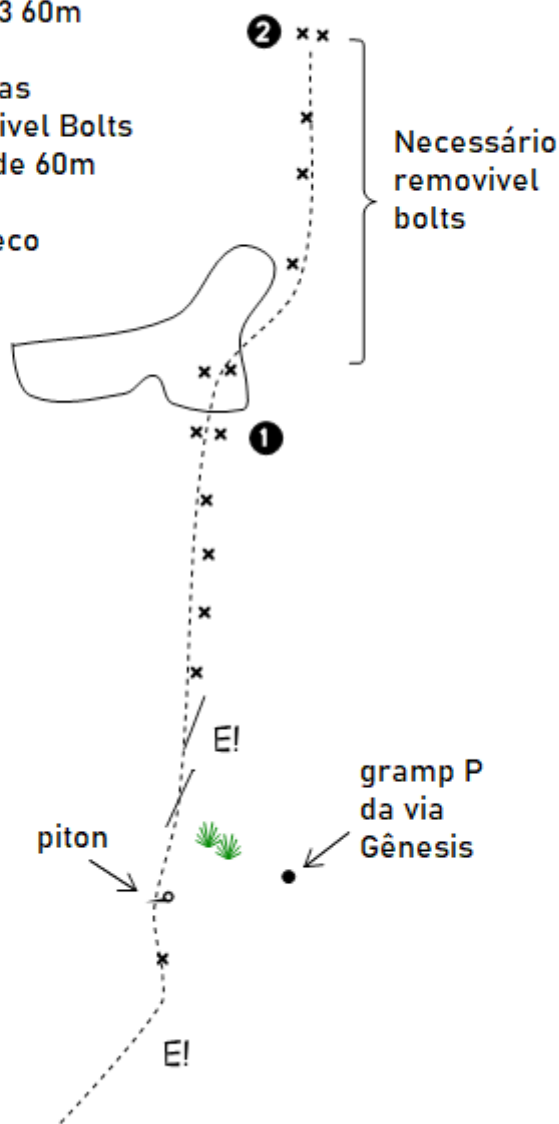 3 60m
2
as
ivel Bolts
de 60m
eco
Necessário
removivel
bolts
1
E!
gramp P
da via
Gênesis
piton
E!